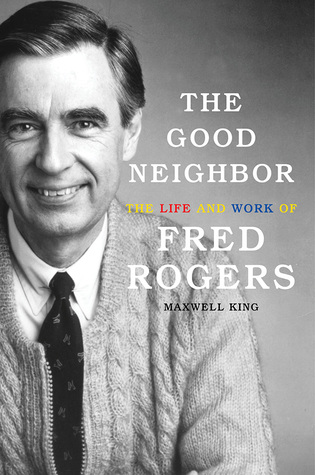 THE
GOOD
NEIGHBOR
THE LIFE AND WORK OF
FRED
ROGERS
MAXWELL KING